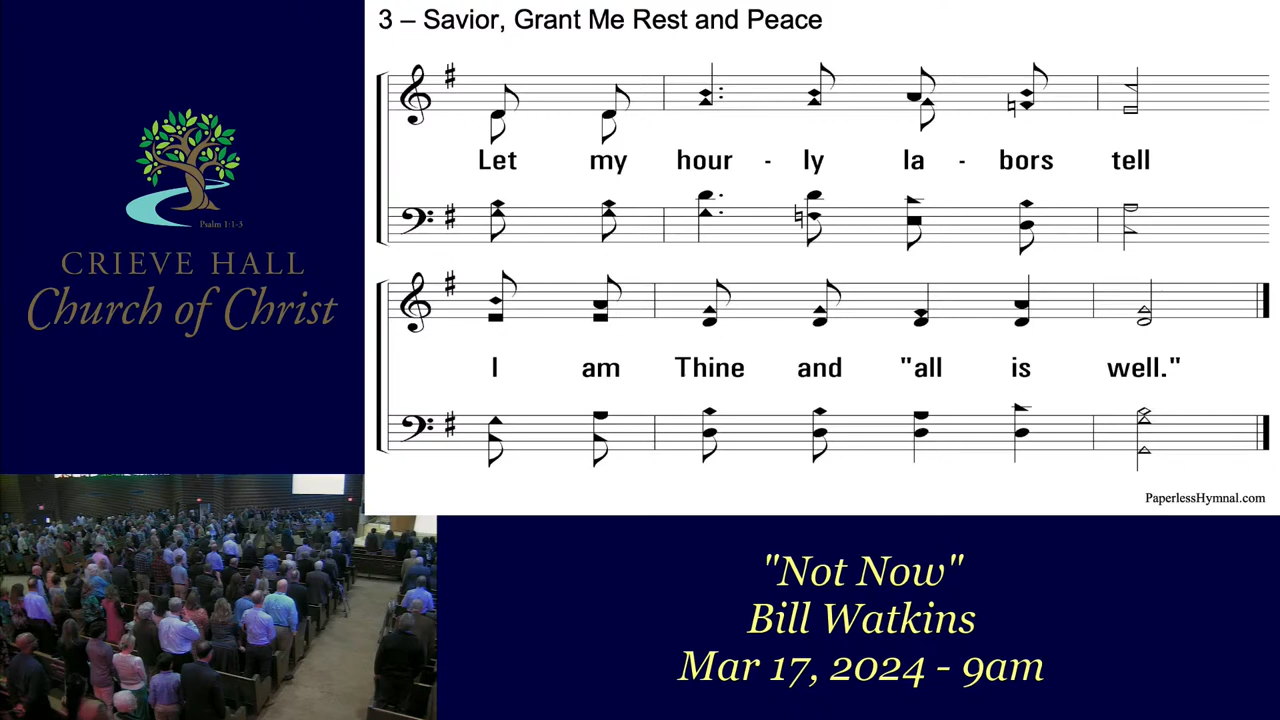 3 – Savior, Grant Me Rest and Peace
Let my hour - ly la - bors tell
I am Thine and "all is well."
PaperlessHymnal.com
Psalm 1:1-3
CRIEVE HALL
Church of Christ
"Not Now"
Bill Watkins
Mar 17, 2024 - 9am